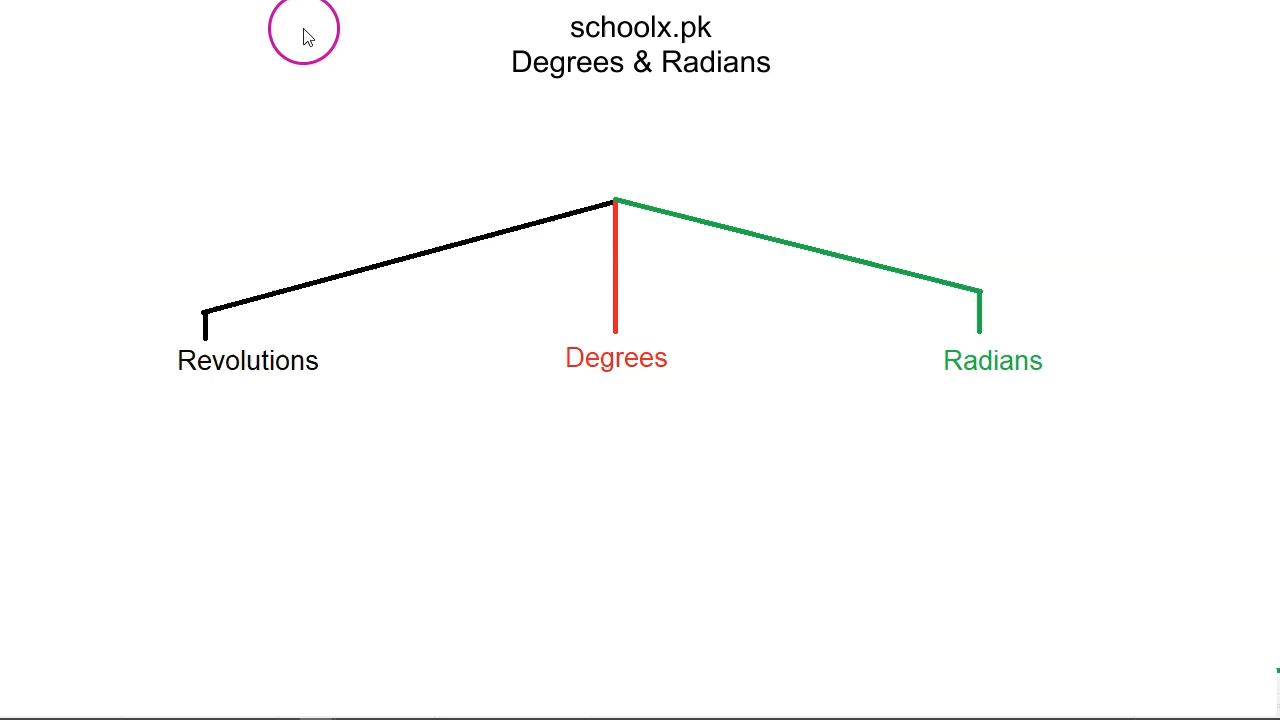 schoolx.pk
Degrees & Radians
Revolutions
Degrees
Radians